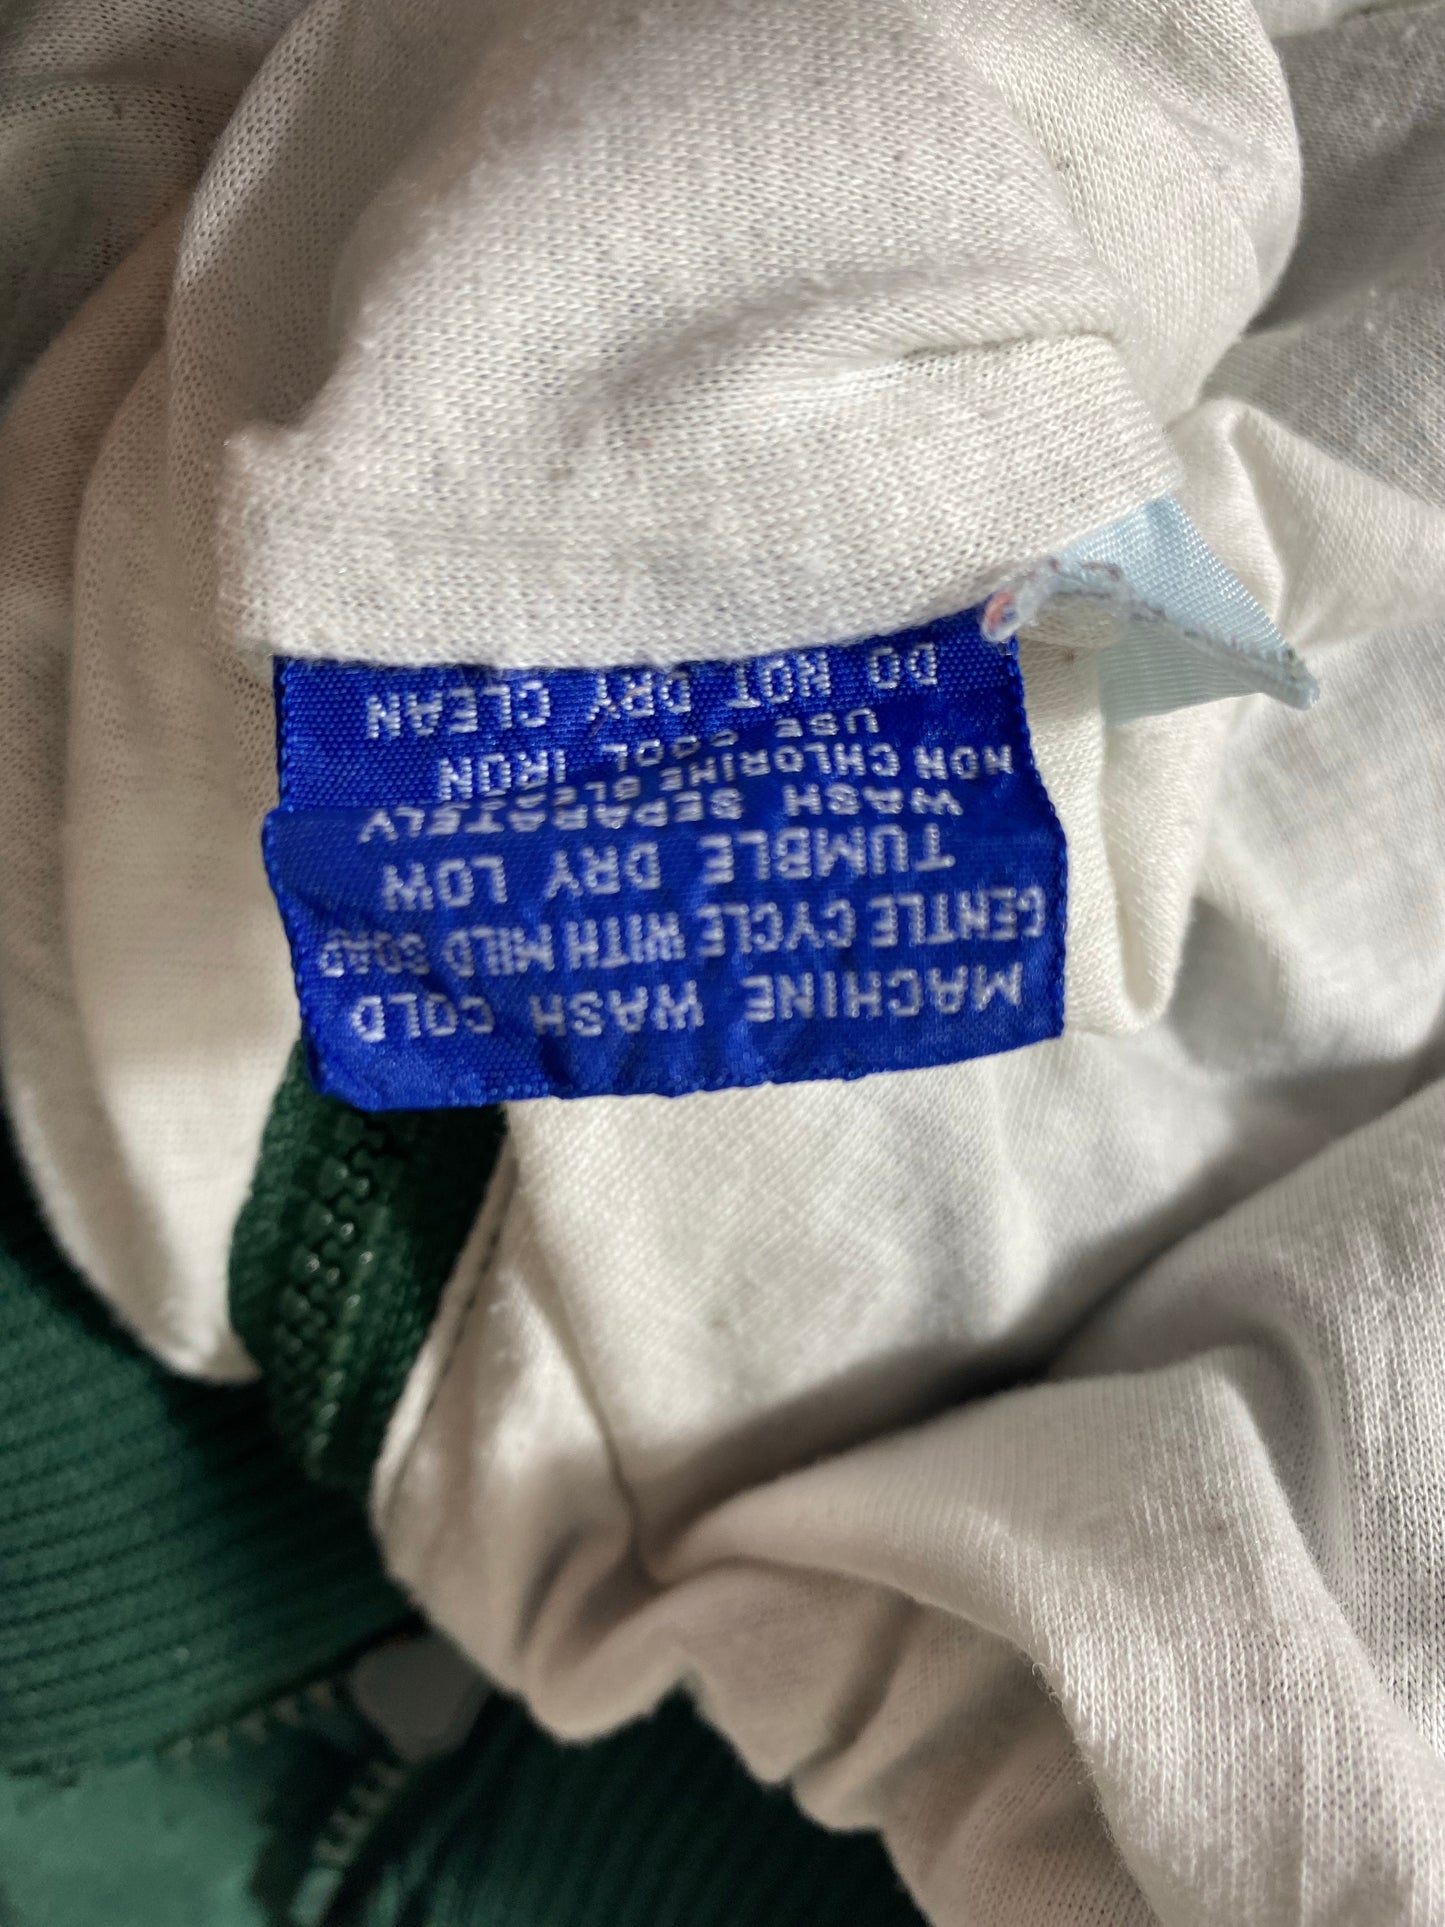 MACHINE WASH COLD
GENTLE CYCLE WITH MILD SOAP
TUMBLE DRY LOW
WASH SEPARATELY
NON CHLORINE
USE COOL IRON
DO NOT DRY CLEAN